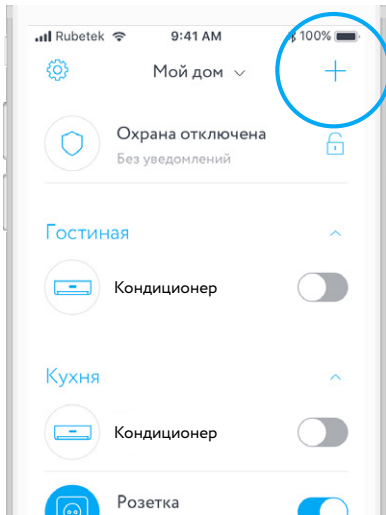 Rubetek 9:41 AM 100%
Мой дом
Охрана отключена
Без уведомлений
Гостиная
Кондиционер
Кухня
Кондиционер
Розетка